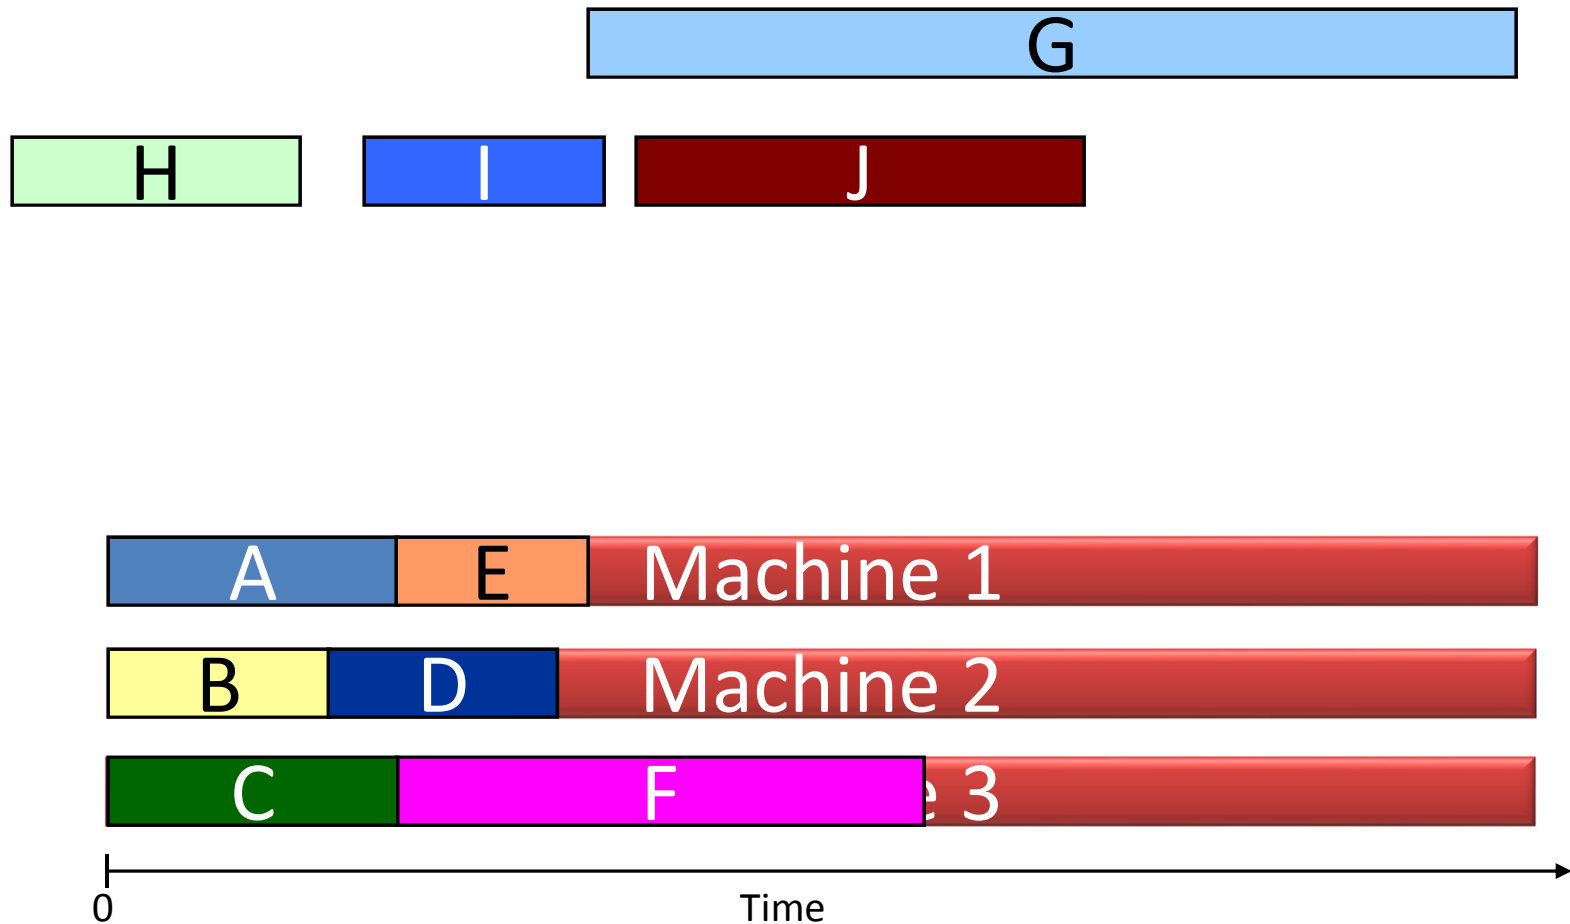 G
H I J
A E Machine 1
B D Machine 2
C F e 3
0 Time